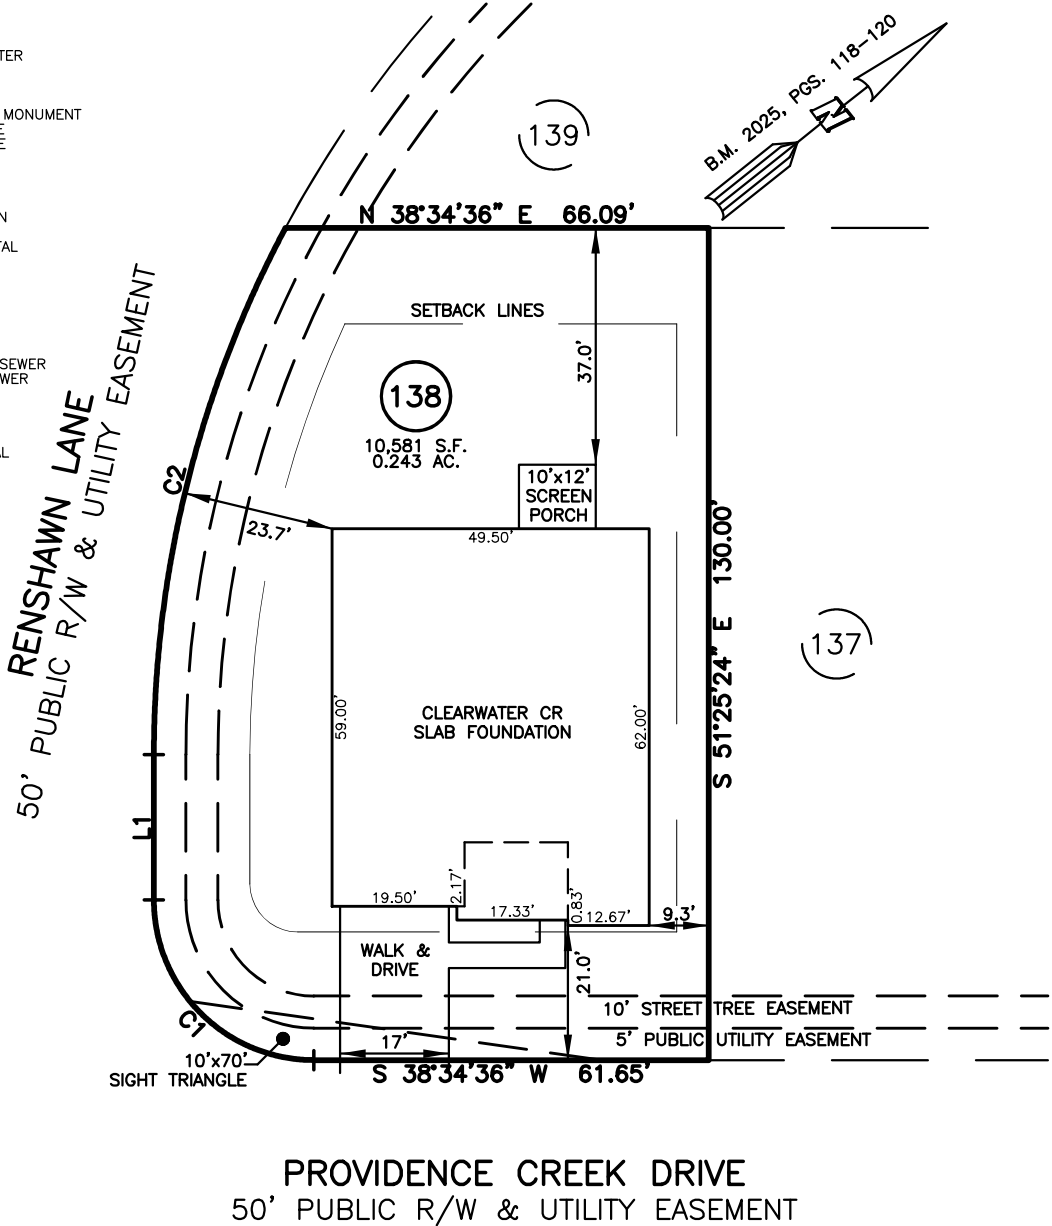 TER
MONUMENT
E
E
N
TAL
SEWER
WER
AL
B.M. 2025, PGS. 118-120
N
139
N 38°34'36" E 66.09'
SETBACK LINES
37.0'
138
10,581 S.F.
0.243 AC.
10'x12'
SCREEN
PORCH
RENSHAWN LANE
50' PUBLIC R/W & UTILITY EASEMENT
C2
23.7'
49.50'
S 51°25'24" E 130.00'
137
59.00'
CLEARWATER CR
SLAB FOUNDATION
62.00'
L1
19.50'
2.17'
17.33'
0.83'
12.67'
9.3'
WALK &
DRIVE
21.0'
10' STREET TREE EASEMENT
5' PUBLIC UTILITY EASEMENT
C1
17'
10'x70'
SIGHT TRIANGLE
S 38°34'36" W 61.65'
PROVIDENCE CREEK DRIVE
50' PUBLIC R/W & UTILITY EASEMENT